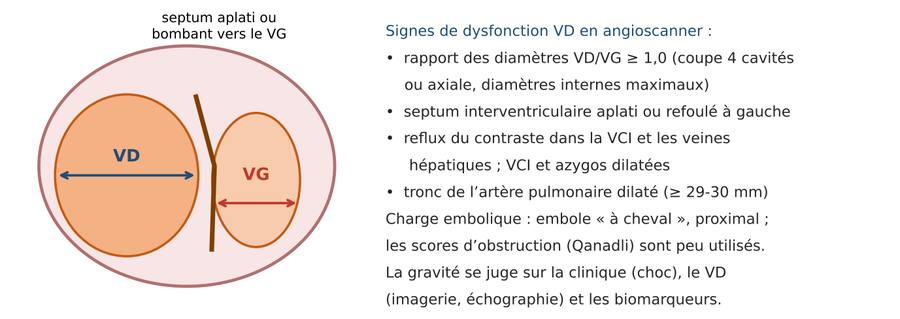 septum aplati ou
bombant vers le VG
VD
VG
Signes de dysfonction VD en angioscanner :
• rapport des diamètres VD/VG ≥ 1,0 (coupe 4 cavités
ou axiale, diamètres internes maximaux)
• septum interventriculaire aplati ou refoulé à gauche
• reflux du contraste dans la VCI et les veines
hépatiques ; VCI et azygos dilatées
• tronc de l’artère pulmonaire dilaté (≥ 29-30 mm)
Charge embolique : embole « à cheval », proximal ;
les scores d’obstruction (Qanadli) sont peu utilisés.
La gravité se juge sur la clinique (choc), le VD
(imagerie, échographie) et les biomarqueurs.